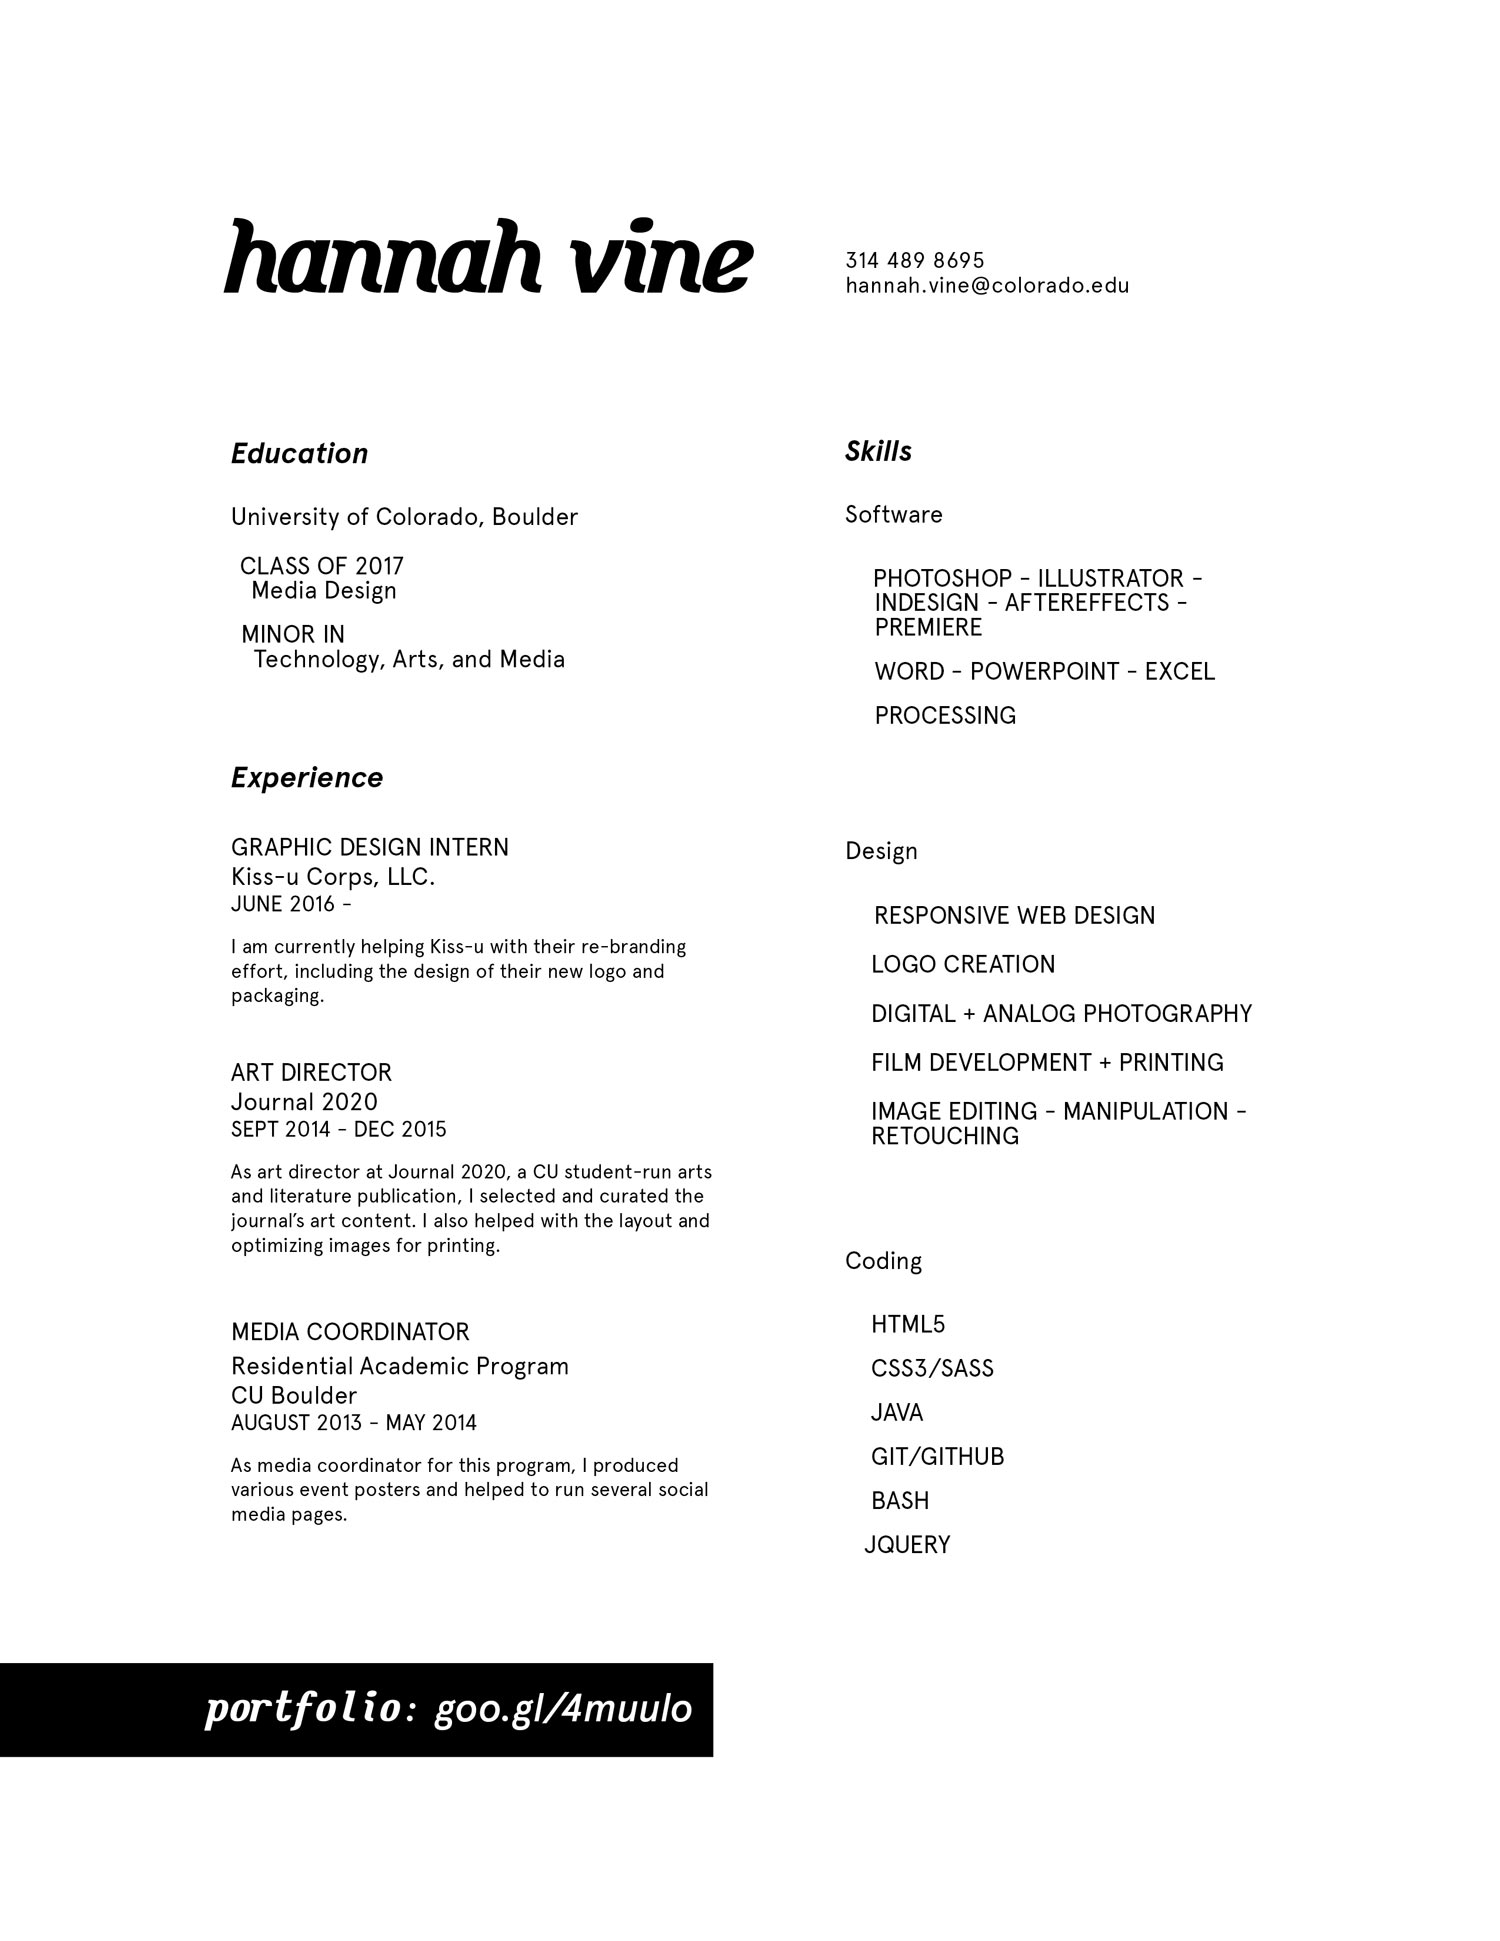 hannah vine
314 489 8695
hannah.vine@colorado.edu
Education
University of Colorado, Boulder
CLASS OF 2017
Media Design
MINOR IN
Technology, Arts, and Media
Experience
GRAPHIC DESIGN INTERN
Kiss-u Corps, LLC.
JUNE 2016 -
I am currently helping Kiss-u with their re-branding
effort, including the design of their new logo and
packaging.
ART DIRECTOR
Journal 2020
SEPT 2014 - DEC 2015
As art director at Journal 2020, a CU student-run arts
and literature publication, I selected and curated the
journal’s art content. I also helped with the layout and
optimizing images for printing.
MEDIA COORDINATOR
Residential Academic Program
CU Boulder
AUGUST 2013 - MAY 2014
As media coordinator for this program, I produced
various event posters and helped to run several social
media pages.
Skills
Software
PHOTOSHOP - ILLUSTRATOR -
INDESIGN - AFTEREFFECTS -
PREMIERE
WORD - POWERPOINT - EXCEL
PROCESSING
Design
RESPONSIVE WEB DESIGN
LOGO CREATION
DIGITAL + ANALOG PHOTOGRAPHY
FILM DEVELOPMENT + PRINTING
IMAGE EDITING - MANIPULATION -
RETOUCHING
Coding
HTML5
CSS3/SASS
JAVA
GIT/GITHUB
BASH
JQUERY
portfolio: goo.gl/4muulo